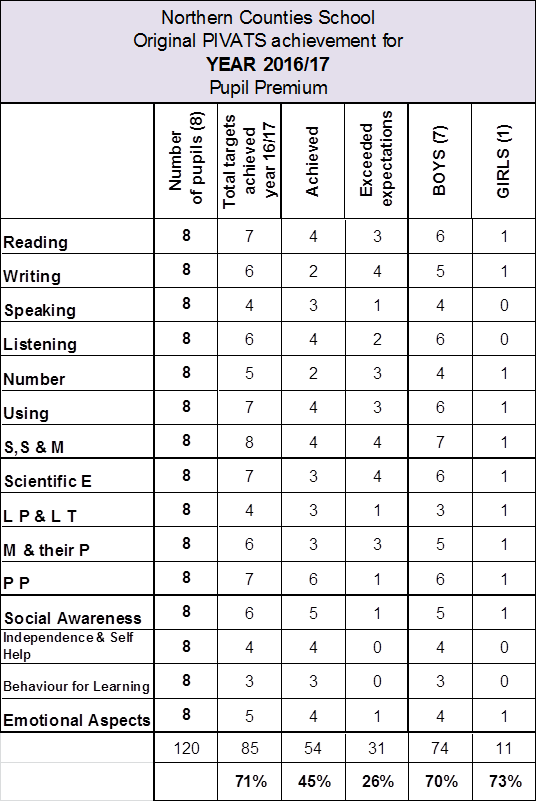 Northern Counties School
Original PIVATS achievement for
YEAR 2016/17
Pupil Premium
Number of pupils (8) Total targets achieved year 16/17 Achieved Exceeded expectations BOYS (7) GIRLS (1)
Reading 8 7 4 3 6 1
Writing 8 6 2 4 5 1
Speaking 8 4 3 1 4 0
Listening 8 6 4 2 6 0
Number 8 5 2 3 4 1
Using 8 7 4 3 6 1
S,S & M 8 8 4 4 7 1
Scientific E 8 7 3 4 6 1
L P & L T 8 4 3 1 3 1
M & their P 8 6 3 3 5 1
P P 8 7 6 1 6 1
Social Awareness 8 6 5 1 5 1
Independence & Self Help 8 4 4 0 4 0
Behaviour for Learning 8 3 3 0 3 0
Emotional Aspects 8 5 4 1 4 1
120 85 54 31 74 11
71% 45% 26% 70% 73%